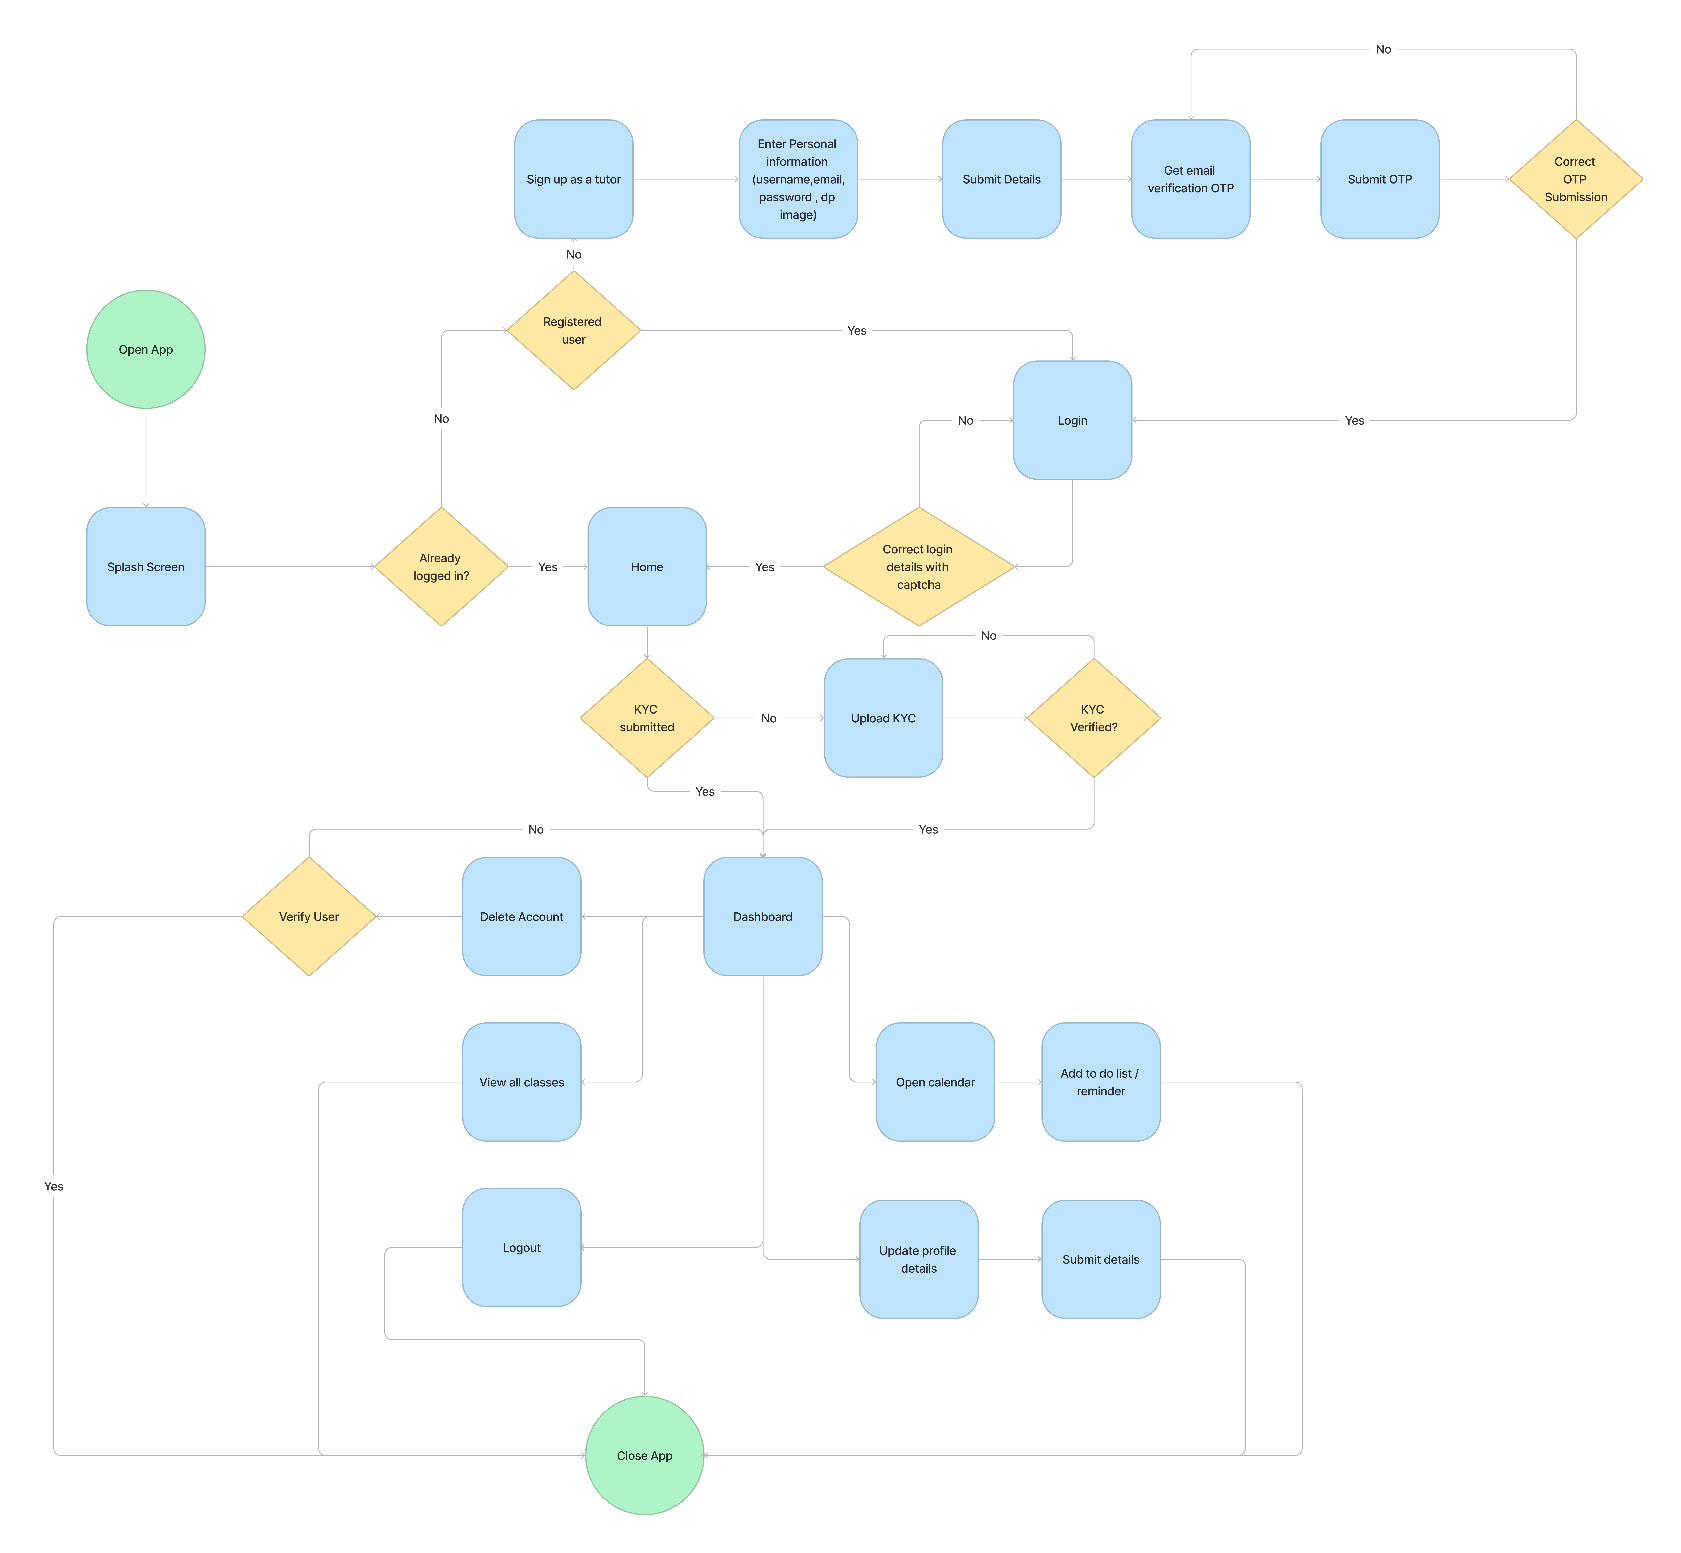 No
Sign up as a tutor
Enter Personal
information
(username,email,
password , dp
image)
Submit Details
Get email
verification OTP
Submit OTP
Correct
OTP
Submission
No
Registered
user
Yes
Open App
No
No
Login
Yes
Splash Screen
Already
logged in?
Yes
Home
Yes
Correct login
details with
captcha
No
KYC
submitted
No
Upload KYC
KYC
Verified?
Yes
No
Yes
Verify User
Delete Account
Dashboard
View all classes
Open calendar
Add to do list /
reminder
Yes
Logout
Update profile
details
Submit details
Close App